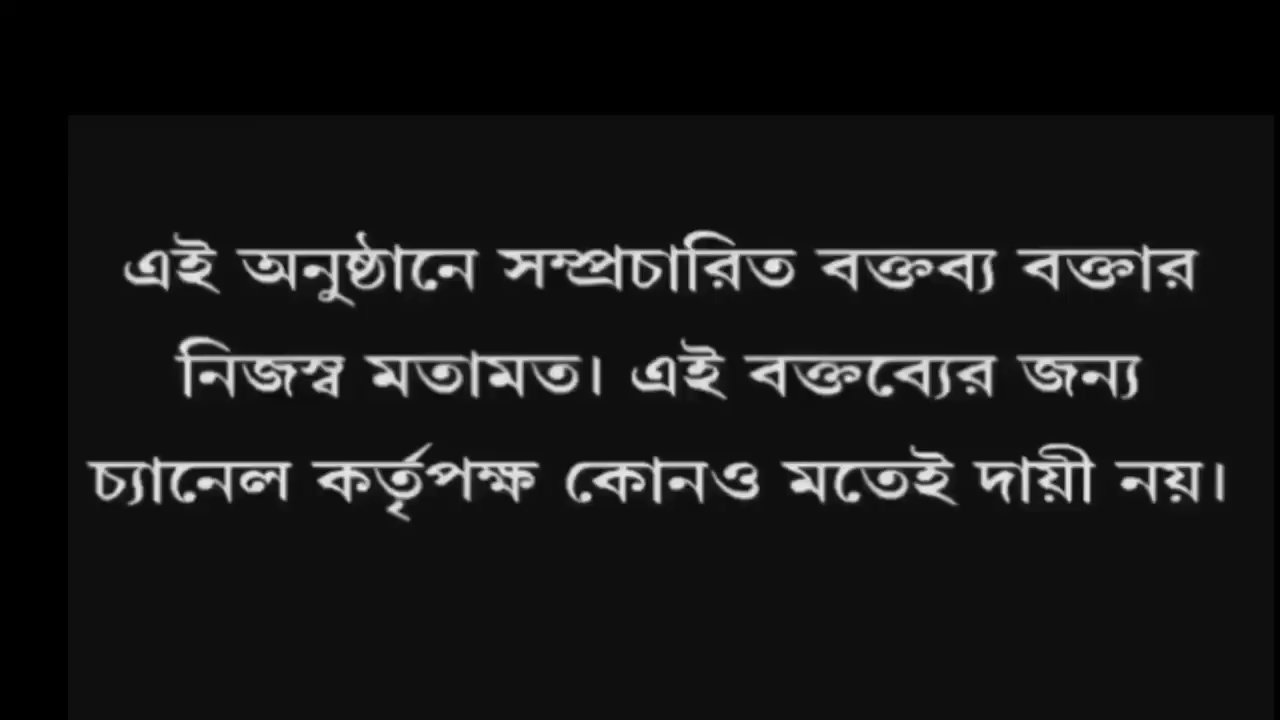 এই অনুষ্ঠানে সম্প্রচারিত বক্তব্য বক্তার
নিজস্ব মতামত। এই বক্তব্যের জন্য
চ্যানেল কর্তৃপক্ষ কোনও মতেই দায়ী নয়।